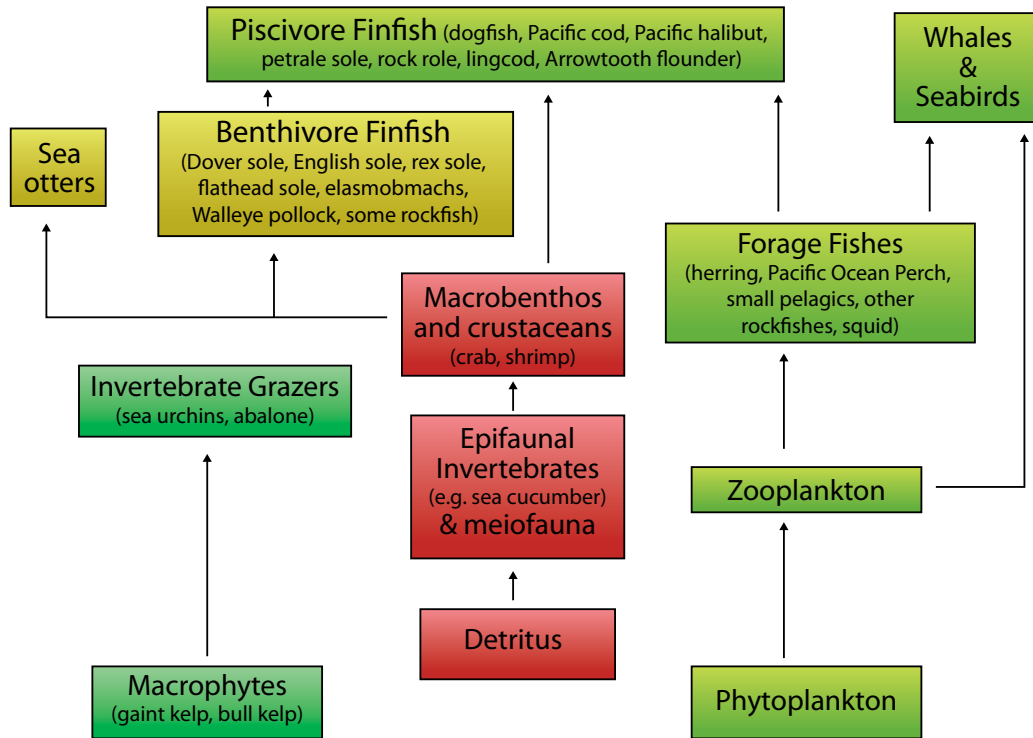 Piscivore Finfish (dogfish, Pacific cod, Pacific halibut,
petrale sole, rock role, lingcod, Arrowtooth flounder)
Whales
&
Seabirds
Sea
otters
Benthivore Finfish
(Dover sole, English sole, rex sole,
flathead sole, elasmobmachs,
Walleye pollock, some rockfish)
Forage Fishes
(herring, Pacific Ocean Perch,
small pelagics, other
rockfishes, squid)
Macrobenthos
and crustaceans
(crab, shrimp)
Invertebrate Grazers
(sea urchins, abalone)
Epifaunal
Invertebrates
(e.g. sea cucumber)
& meiofauna
Zooplankton
Detritus
Macrophytes
(gaint kelp, bull kelp)
Phytoplankton